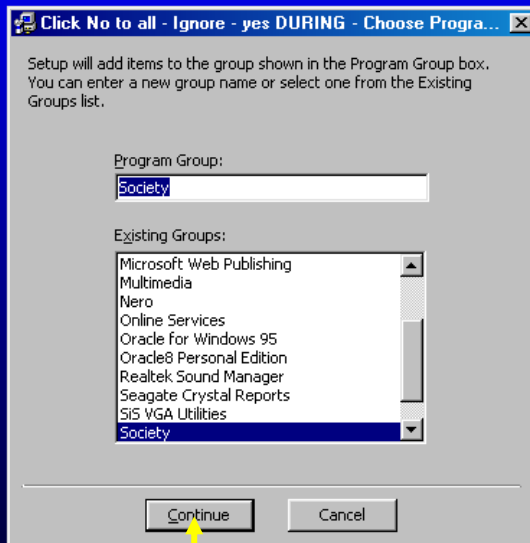 Click No to all - Ignore - yes DURING - Choose Progra...
Setup will add items to the group shown in the Program Group box.
You can enter a new group name or select one from the Existing
Groups list.
Program Group:
Society
Existing Groups:
Microsoft Web Publishing
Multimedia
Nero
Online Services
Oracle for Windows 95
Oracle8 Personal Edition
Realtek Sound Manager
Seagate Crystal Reports
SiS VGA Utilities
Society
Continue
Cancel